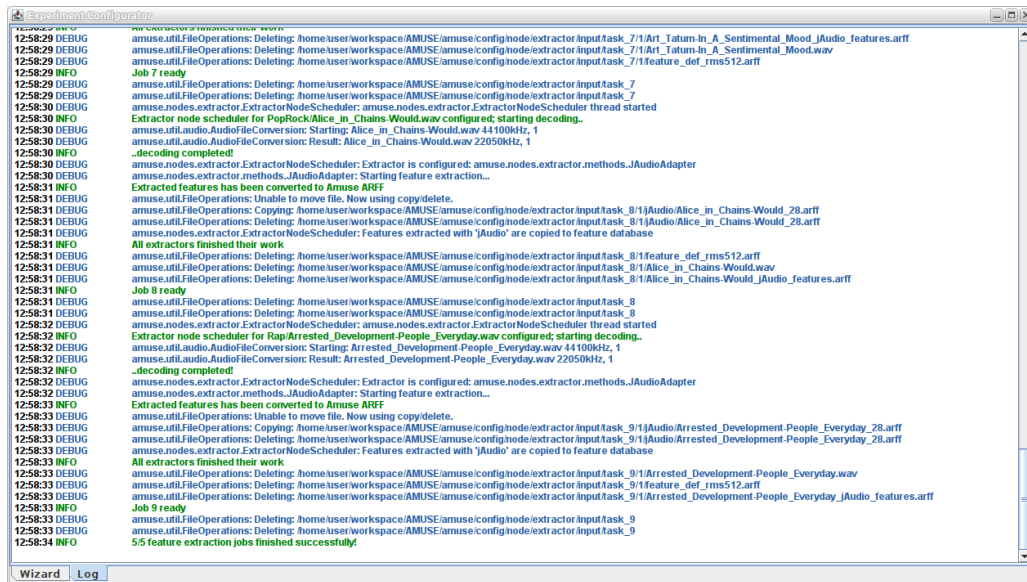 Experiment Configurator
12:58:29 INFO All extractors finished their work
12:58:29 DEBUG amuse.util.FileOperations: Deleting: /home/user/workspace/AMUSE/amuse/config/node/extractor/input/task_7/1/Art_Tatum-In_A_Sentimental_Mood_jAudio_features.arff
12:58:29 DEBUG amuse.util.FileOperations: Deleting: /home/user/workspace/AMUSE/amuse/config/node/extractor/input/task_7/1/Art_Tatum-In_A_Sentimental_Mood.wav
12:58:29 DEBUG amuse.util.FileOperations: Deleting: /home/user/workspace/AMUSE/amuse/config/node/extractor/input/task_7/1/feature_def_rms512.arff
12:58:29 INFO Job 7 ready
12:58:29 DEBUG amuse.util.FileOperations: Deleting: /home/user/workspace/AMUSE/amuse/config/node/extractor/input/task_7
12:58:29 DEBUG amuse.util.FileOperations: Deleting: /home/user/workspace/AMUSE/amuse/config/node/extractor/input/task_7
12:58:30 DEBUG amuse.nodes.extractor.ExtractorNodeScheduler: amuse.nodes.extractor.ExtractorNodeScheduler thread started
12:58:30 INFO Extractor node scheduler for PopRock/Alice_in_Chains-Would.wav configured; starting decoding..
12:58:30 DEBUG amuse.util.audio.AudioFileConversion: Starting: Alice_in_Chains-Would.wav 44100kHz, 1
12:58:30 DEBUG amuse.util.audio.AudioFileConversion: Result: Alice_in_Chains-Would.wav 22050kHz, 1
12:58:30 INFO ..decoding completed!
12:58:30 DEBUG amuse.nodes.extractor.ExtractorNodeScheduler: Extractor is configured: amuse.nodes.extractor.methods.JAudioAdapter
12:58:30 DEBUG amuse.nodes.extractor.methods.JAudioAdapter: Starting feature extraction...
12:58:31 INFO Extracted features has been converted to Amuse ARFF
12:58:31 DEBUG amuse.util.FileOperations: Unable to move file. Now using copy/delete.
12:58:31 DEBUG amuse.util.FileOperations: Copying: /home/user/workspace/AMUSE/amuse/config/node/extractor/input/task_8/1/jAudio/Alice_in_Chains-Would_28.arff
12:58:31 DEBUG amuse.util.FileOperations: Deleting: /home/user/workspace/AMUSE/amuse/config/node/extractor/input/task_8/1/jAudio/Alice_in_Chains-Would_28.arff
12:58:31 DEBUG amuse.nodes.extractor.ExtractorNodeScheduler: Features extracted with 'jAudio' are copied to feature database
12:58:31 INFO All extractors finished their work
12:58:31 DEBUG amuse.util.FileOperations: Deleting: /home/user/workspace/AMUSE/amuse/config/node/extractor/input/task_8/1/feature_def_rms512.arff
12:58:31 DEBUG amuse.util.FileOperations: Deleting: /home/user/workspace/AMUSE/amuse/config/node/extractor/input/task_8/1/Alice_in_Chains-Would.wav
12:58:31 DEBUG amuse.util.FileOperations: Deleting: /home/user/workspace/AMUSE/amuse/config/node/extractor/input/task_8/1/Alice_in_Chains-Would_jAudio_features.arff
12:58:31 INFO Job 8 ready
12:58:31 DEBUG amuse.util.FileOperations: Deleting: /home/user/workspace/AMUSE/amuse/config/node/extractor/input/task_8
12:58:31 DEBUG amuse.util.FileOperations: Deleting: /home/user/workspace/AMUSE/amuse/config/node/extractor/input/task_8
12:58:32 DEBUG amuse.nodes.extractor.ExtractorNodeScheduler: amuse.nodes.extractor.ExtractorNodeScheduler thread started
12:58:32 INFO Extractor node scheduler for Rap/Arrested_Development-People_Everyday.wav configured; starting decoding..
12:58:32 DEBUG amuse.util.audio.AudioFileConversion: Starting: Arrested_Development-People_Everyday.wav 44100kHz, 1
12:58:32 DEBUG amuse.util.audio.AudioFileConversion: Result: Arrested_Development-People_Everyday.wav 22050kHz, 1
12:58:32 INFO ..decoding completed!
12:58:32 DEBUG amuse.nodes.extractor.ExtractorNodeScheduler: Extractor is configured: amuse.nodes.extractor.methods.JAudioAdapter
12:58:32 DEBUG amuse.nodes.extractor.methods.JAudioAdapter: Starting feature extraction...
12:58:33 INFO Extracted features has been converted to Amuse ARFF
12:58:33 DEBUG amuse.util.FileOperations: Unable to move file. Now using copy/delete.
12:58:33 DEBUG amuse.util.FileOperations: Copying: /home/user/workspace/AMUSE/amuse/config/node/extractor/input/task_9/1/jAudio/Arrested_Development-People_Everyday_28.arff
12:58:33 DEBUG amuse.util.FileOperations: Deleting: /home/user/workspace/AMUSE/amuse/config/node/extractor/input/task_9/1/jAudio/Arrested_Development-People_Everyday_28.arff
12:58:33 DEBUG amuse.nodes.extractor.ExtractorNodeScheduler: Features extracted with 'jAudio' are copied to feature database
12:58:33 INFO All extractors finished their work
12:58:33 DEBUG amuse.util.FileOperations: Deleting: /home/user/workspace/AMUSE/amuse/config/node/extractor/input/task_9/1/Arrested_Development-People_Everyday.wav
12:58:33 DEBUG amuse.util.FileOperations: Deleting: /home/user/workspace/AMUSE/amuse/config/node/extractor/input/task_9/1/feature_def_rms512.arff
12:58:33 DEBUG amuse.util.FileOperations: Deleting: /home/user/workspace/AMUSE/amuse/config/node/extractor/input/task_9/1/Arrested_Development-People_Everyday_jAudio_features.arff
12:58:33 INFO Job 9 ready
12:58:33 DEBUG amuse.util.FileOperations: Deleting: /home/user/workspace/AMUSE/amuse/config/node/extractor/input/task_9
12:58:33 DEBUG amuse.util.FileOperations: Deleting: /home/user/workspace/AMUSE/amuse/config/node/extractor/input/task_9
12:58:34 INFO 5/5 feature extraction jobs finished successfully!
Wizard Log